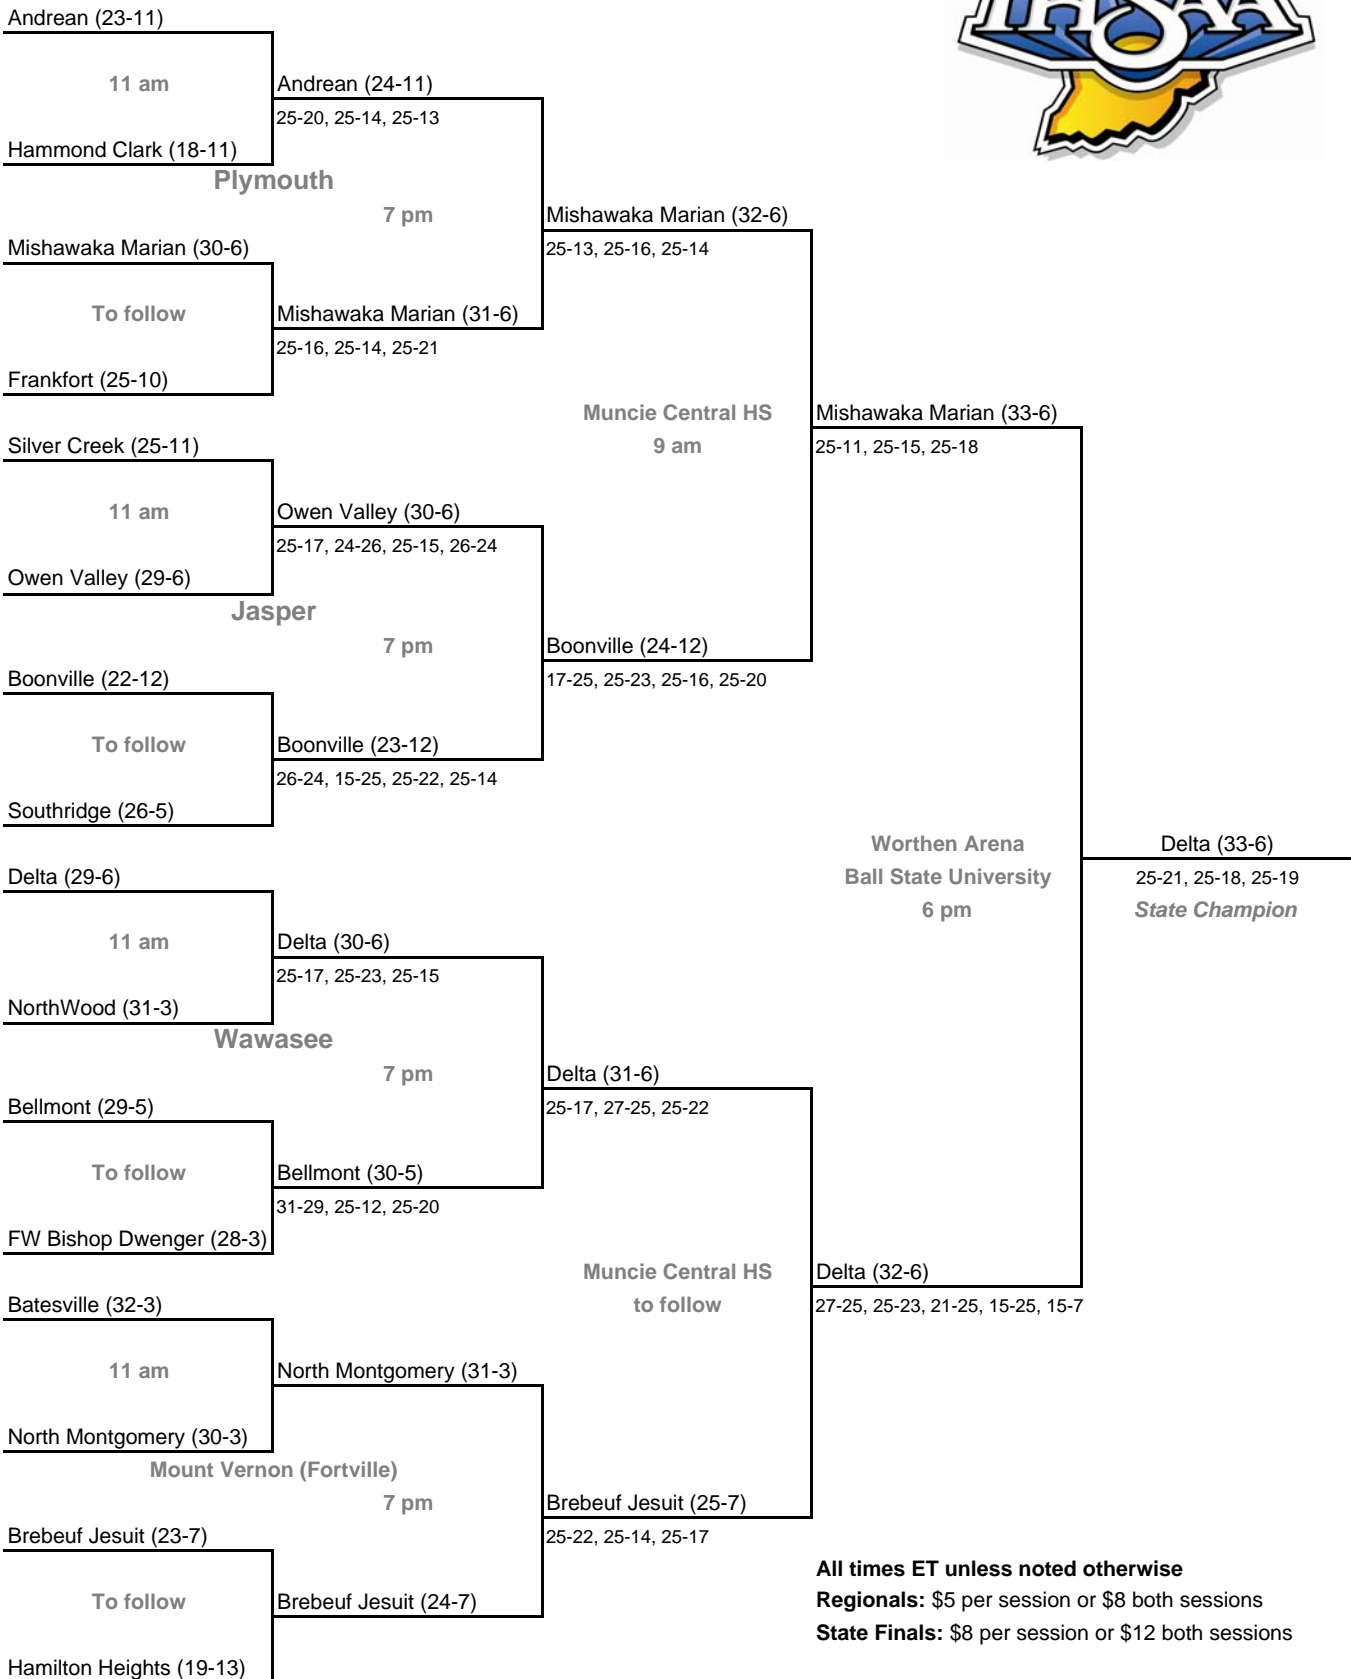 IHSAA
Andrean (23-11)
11 am
Andrean (24-11)
25-20, 25-14, 25-13
Hammond Clark (18-11)
Plymouth
7 pm
Mishawaka Marian (32-6)
25-13, 25-16, 25-14
Mishawaka Marian (30-6)
To follow
Mishawaka Marian (31-6)
25-16, 25-14, 25-21
Frankfort (25-10)
Muncie Central HS
9 am
Mishawaka Marian (33-6)
25-11, 25-15, 25-18
Silver Creek (25-11)
11 am
Owen Valley (30-6)
25-17, 24-26, 25-15, 26-24
Owen Valley (29-6)
Jasper
7 pm
Boonville (24-12)
17-25, 25-23, 25-16, 25-20
Boonville (22-12)
To follow
Boonville (23-12)
26-24, 15-25, 25-22, 25-14
Southridge (26-5)
Worthen Arena
Ball State University
6 pm
Delta (33-6)
25-21, 25-18, 25-19
State Champion
Delta (29-6)
11 am
Delta (30-6)
25-17, 25-23, 25-15
NorthWood (31-3)
Wawasee
7 pm
Delta (31-6)
25-17, 27-25, 25-22
Bellmont (29-5)
To follow
Bellmont (30-5)
31-29, 25-12, 25-20
FW Bishop Dwenger (28-3)
Muncie Central HS
to follow
Delta (32-6)
27-25, 25-23, 21-25, 15-25, 15-7
Batesville (32-3)
11 am
North Montgomery (31-3)
North Montgomery (30-3)
Mount Vernon (Fortville)
7 pm
Brebeuf Jesuit (25-7)
25-22, 25-14, 25-17
Brebeuf Jesuit (23-7)
To follow
Brebeuf Jesuit (24-7)
Hamilton Heights (19-13)
All times ET unless noted otherwise
Regionals: $5 per session or $8 both sessions
State Finals: $8 per session or $12 both sessions